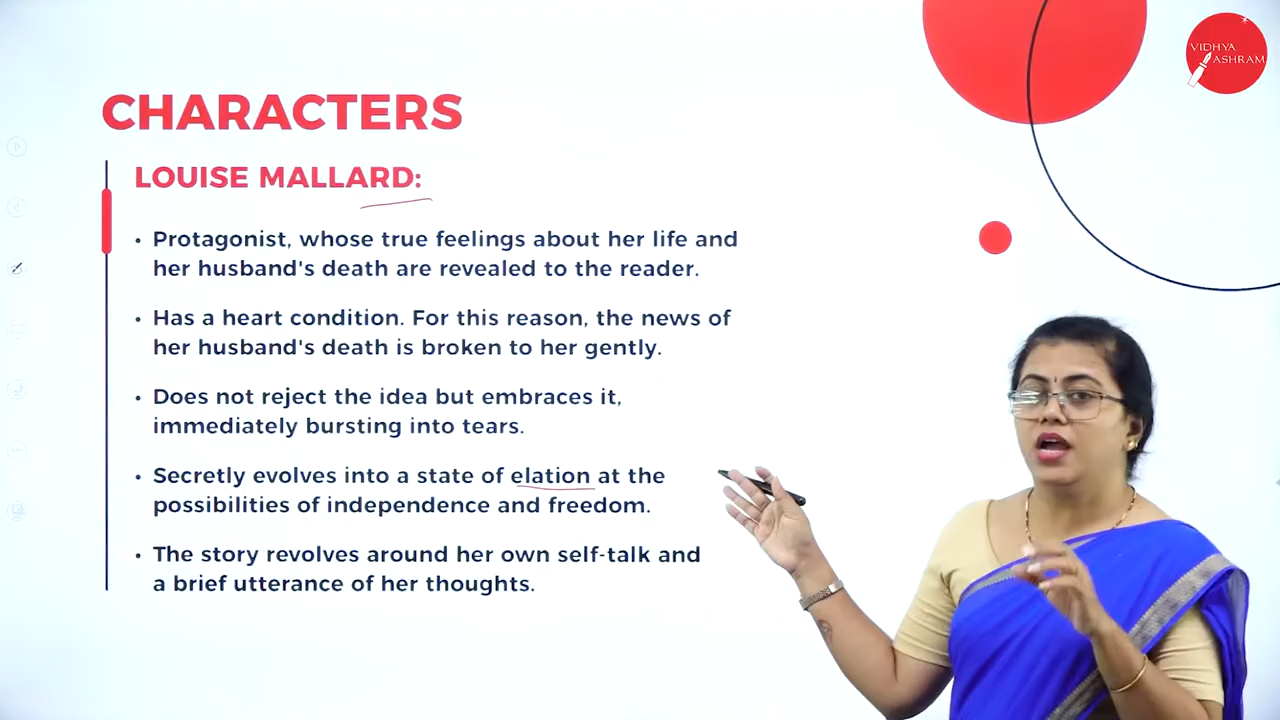 VIDHYA
ASHRAM
CHARACTERS
LOUISE MALLARD:
• Protagonist, whose true feelings about her life and
her husband's death are revealed to the reader.
• Has a heart condition. For this reason, the news of
her husband's death is broken to her gently.
• Does not reject the idea but embraces it,
immediately bursting into tears.
• Secretly evolves into a state of elation at the
possibilities of independence and freedom.
• The story revolves around her own self-talk and
a brief utterance of her thoughts.